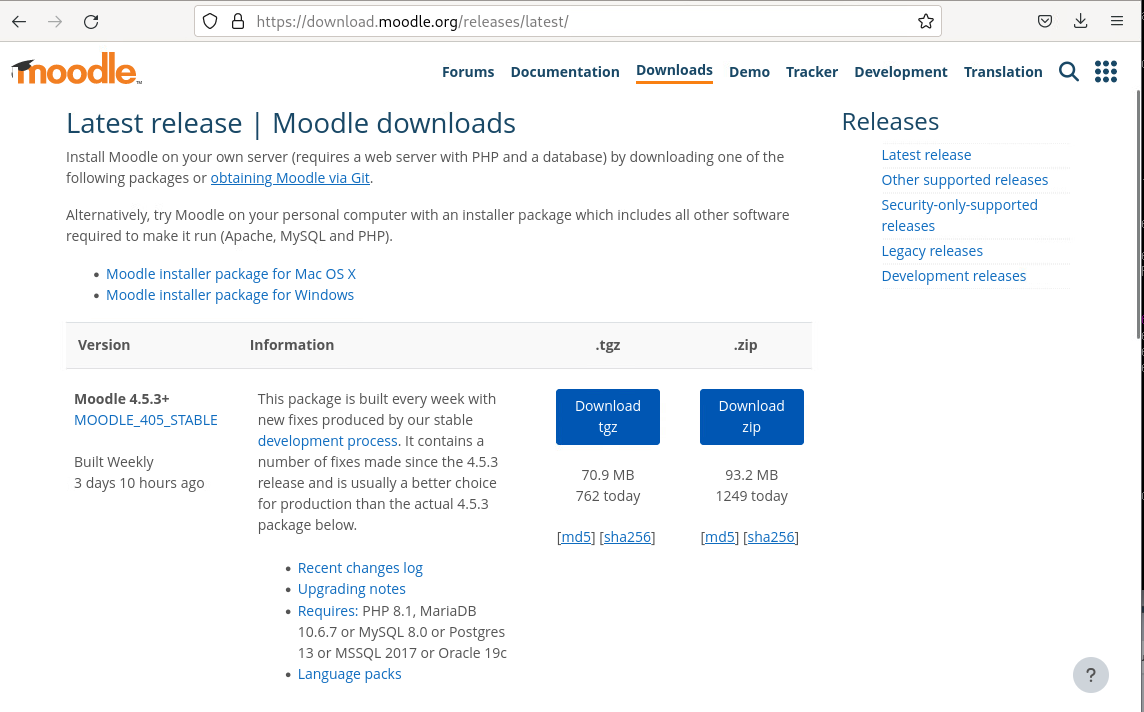 https://download.moodle.org/releases/latest/
moodle™
Forums Documentation Downloads Demo Tracker Development Translation
Latest release | Moodle downloads
Install Moodle on your own server (requires a web server with PHP and a database) by downloading one of the
following packages or obtaining Moodle via Git.
Alternatively, try Moodle on your personal computer with an installer package which includes all other software
required to make it run (Apache, MySQL and PHP).
Moodle installer package for Mac OS X
Moodle installer package for Windows
Version Information .tgz .zip
Moodle 4.5.3+
MOODLE_405_STABLE
Built Weekly
3 days 10 hours ago
This package is built every week with
new fixes produced by our stable
development process. It contains a
number of fixes made since the 4.5.3
release and is usually a better choice
for production than the actual 4.5.3
package below.
Recent changes log
Upgrading notes
Requires: PHP 8.1, MariaDB
10.6.7 or MySQL 8.0 or Postgres
13 or MSSQL 2017 or Oracle 19c
Language packs
Download
tgz
70.9 MB
762 today
[md5] [sha256]
Download
zip
93.2 MB
1249 today
[md5] [sha256]
Releases
Latest release
Other supported releases
Security-only-supported
releases
Legacy releases
Development releases
?